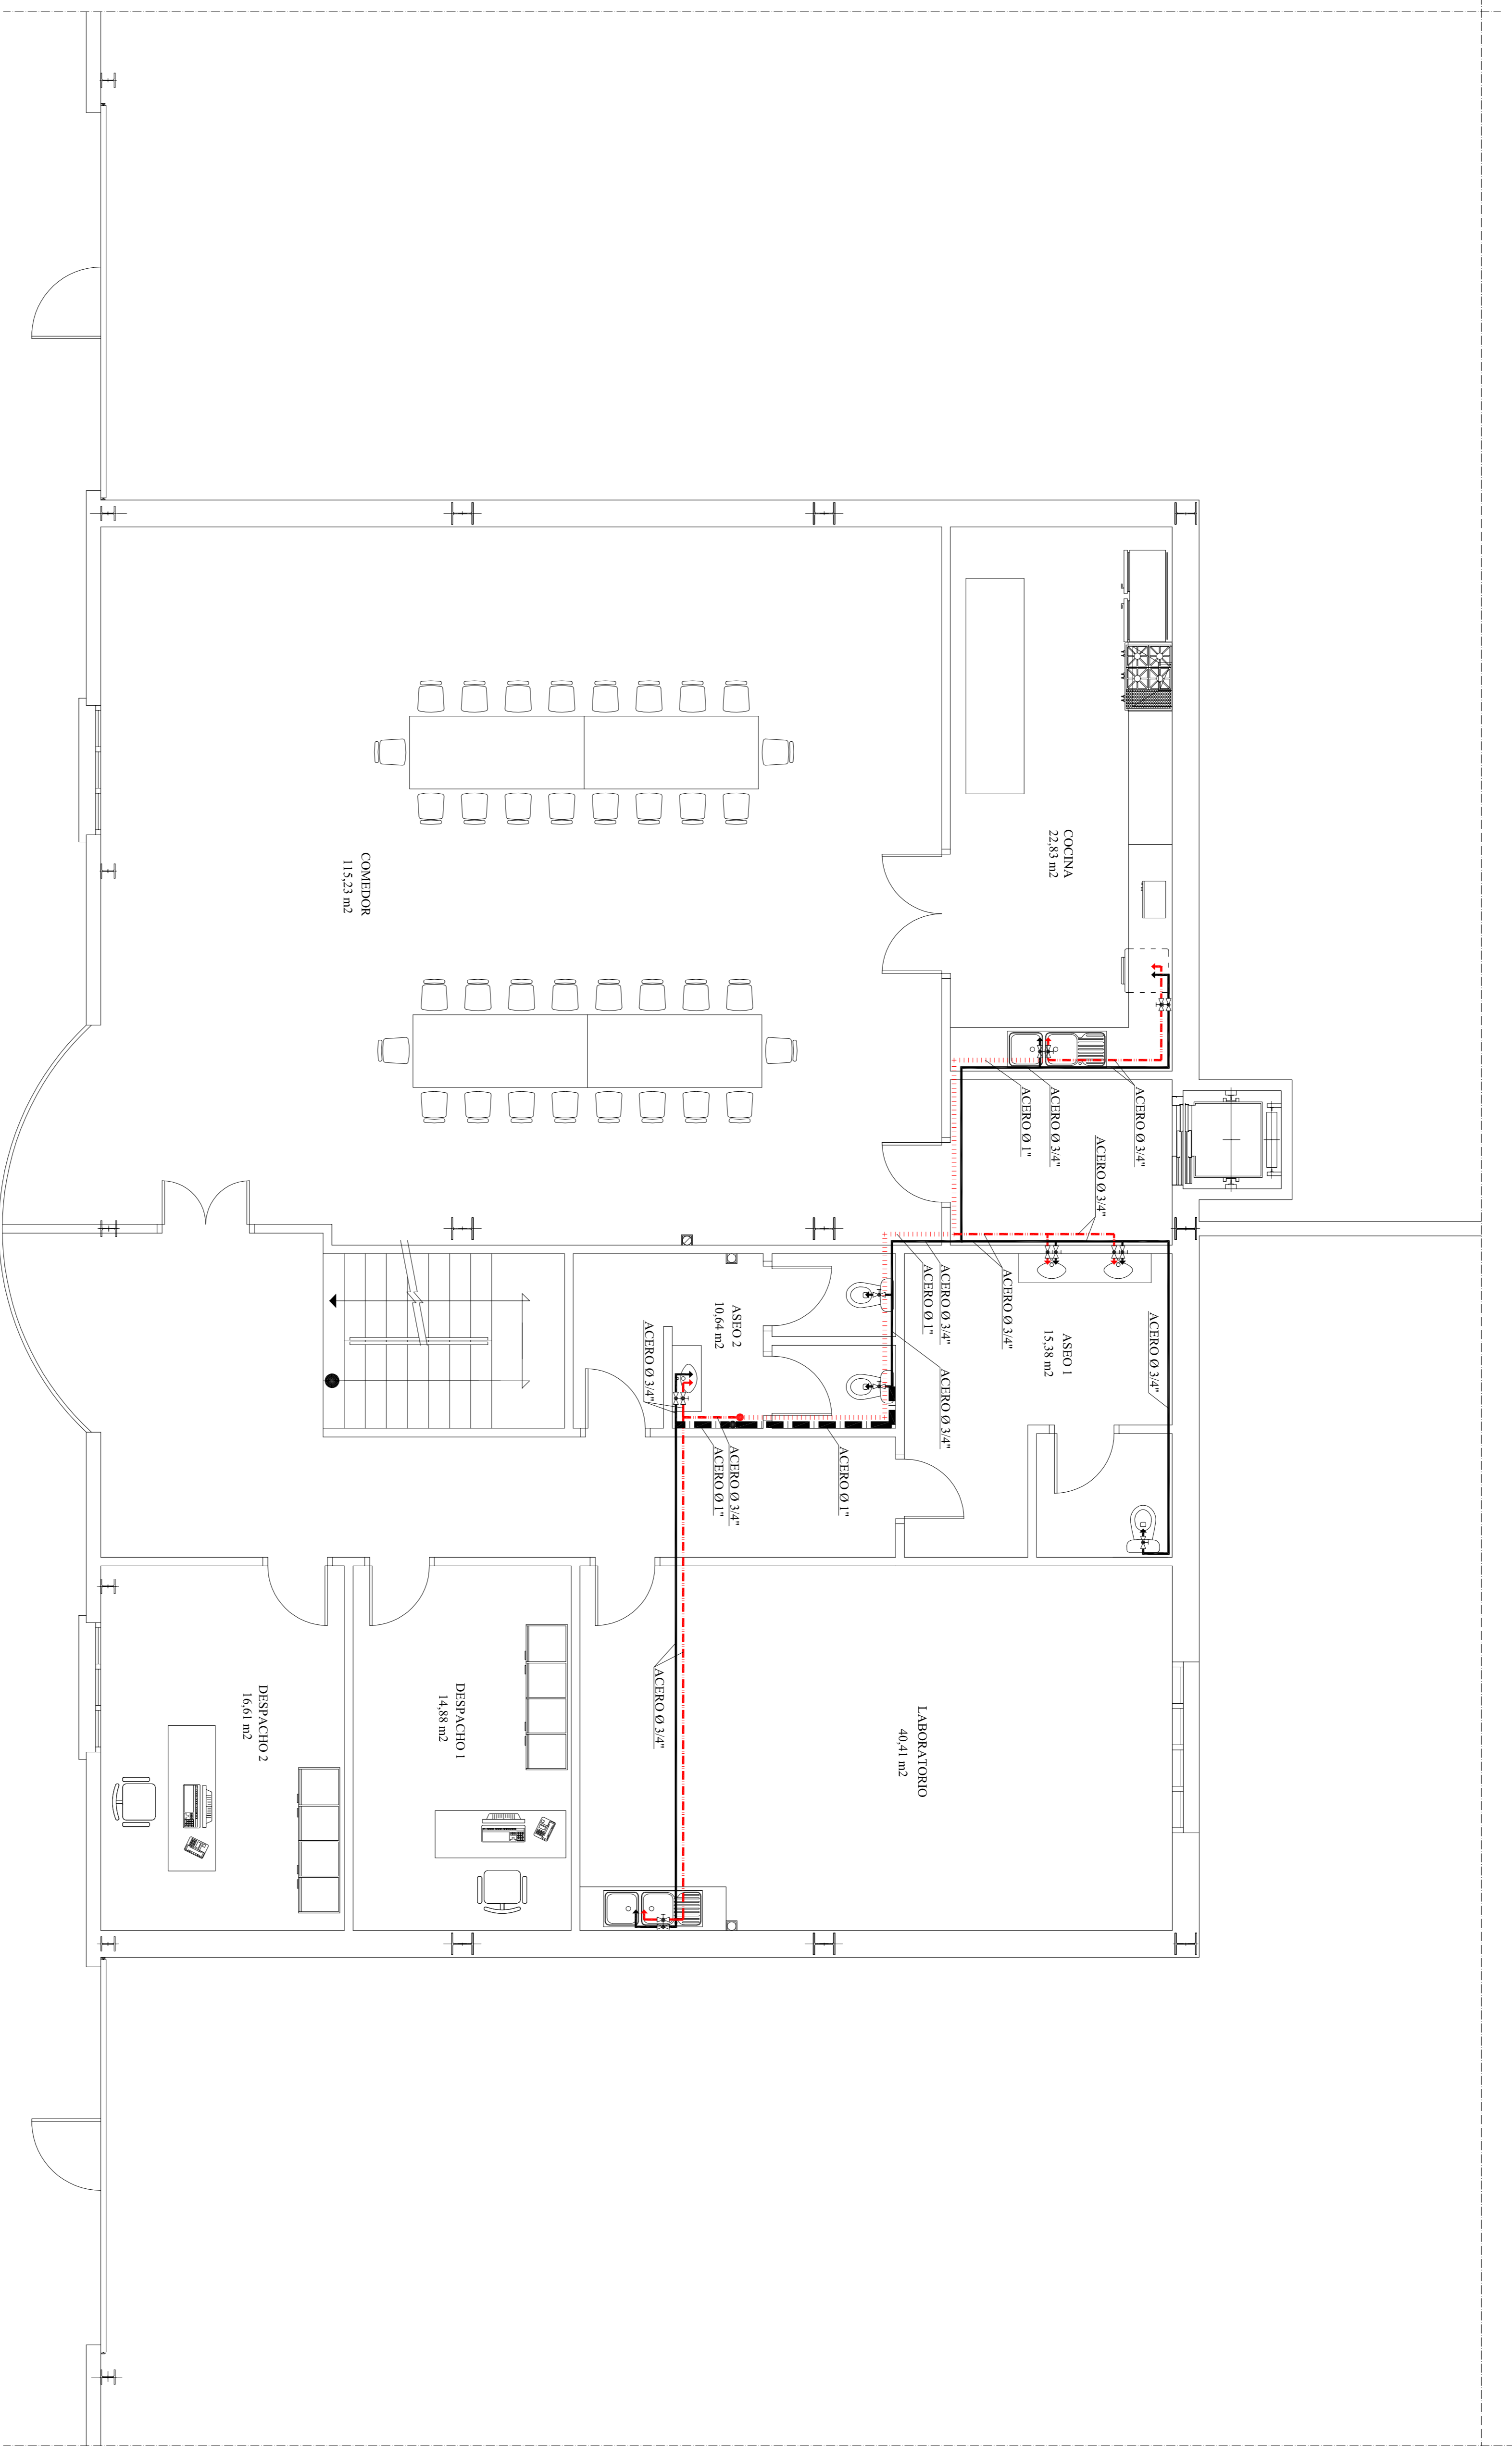 COCINA
22,83 m2
COMEDOR
115,23 m2
ACERO Ø 3/4"
ACERO Ø 3/4"
ACERO Ø 1"
ACERO Ø 3/4"
ACERO Ø 3/4"
ASEO 1
15,38 m2
ACERO Ø 3/4"
ACERO Ø 3/4"
ACERO Ø 1"
ASEO 2
10,64 m2
ACERO Ø 3/4"
ACERO Ø 3/4"
ACERO Ø 1"
ACERO Ø 3/4"
ACERO Ø 1"
ACERO Ø 3/4"
LABORATORIO
40,41 m2
DESPACHO 1
14,88 m2
DESPACHO 2
16,61 m2